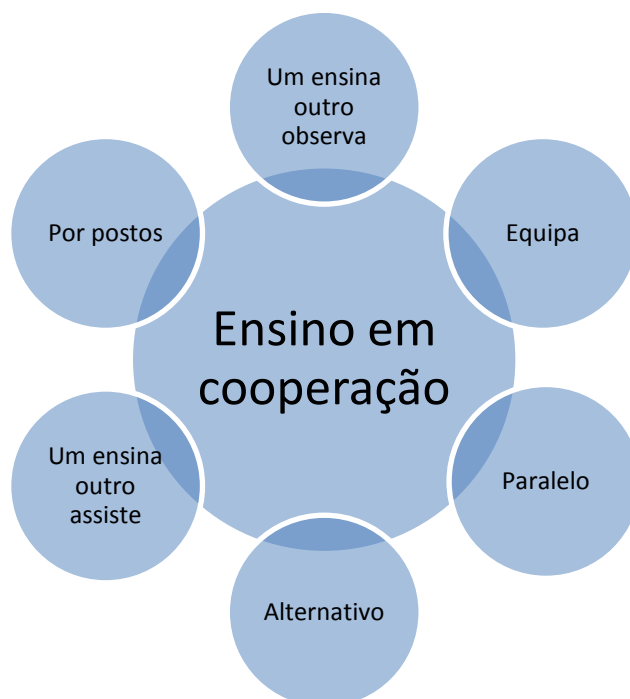 Um ensina
outro
observa
Por postos
Equipa
Ensino em
cooperação
Um ensina
outro
assiste
Paralelo
Alternativo